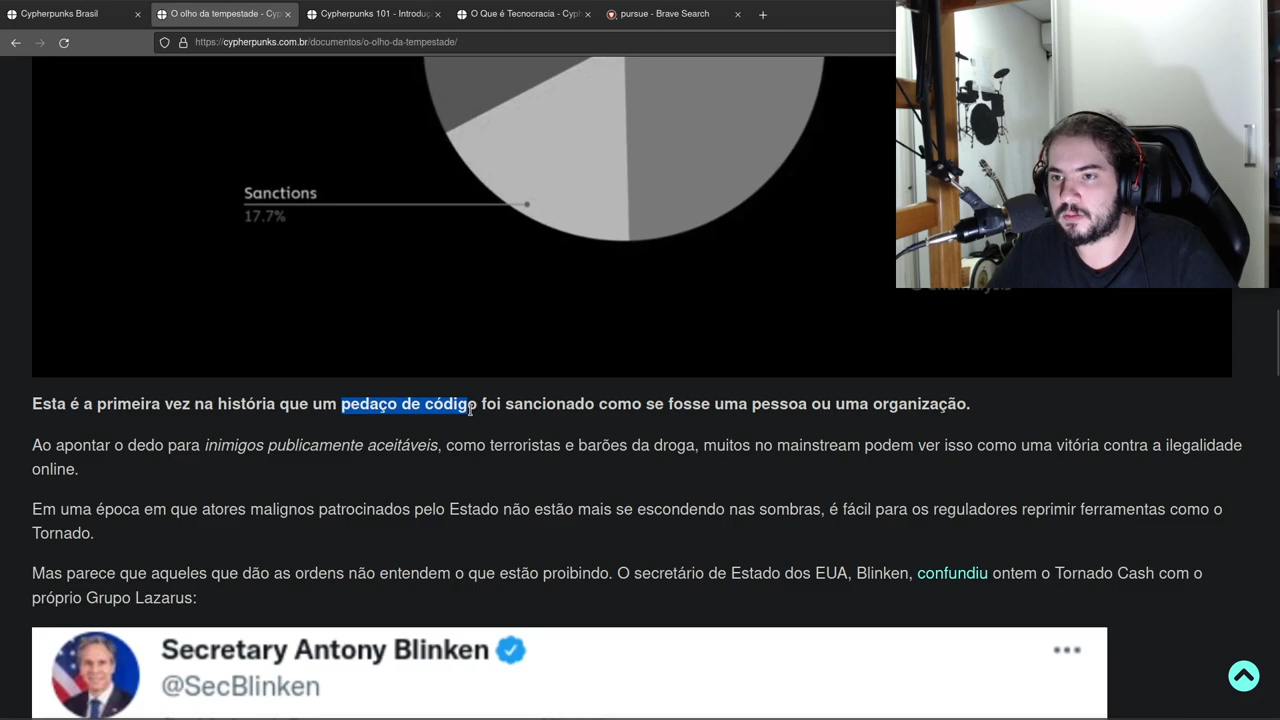 Cypherpunks Brasil
O olho da tempestade - Cyp
Cypherpunks 101 - Introduç
O Que é Tecnocracia - Cyph
pursue - Brave Search
https://cypherpunks.com.br/documentos/o-olho-da-tempestade/
Sanctions
17.7%
Esta é a primeira vez na história que um pedaço de código foi sancionado como se fosse uma pessoa ou uma organização.
Ao apontar o dedo para inimigos publicamente aceitáveis, como terroristas e barões da droga, muitos no mainstream podem ver isso como uma vitória contra a ilegalidade
online.
Em uma época em que atores malignos patrocinados pelo Estado não estão mais se escondendo nas sombras, é fácil para os reguladores reprimir ferramentas como o
Tornado.
Mas parece que aqueles que dão as ordens não entendem o que estão proibindo. O secretário de Estado dos EUA, Blinken, confundiu ontem o Tornado Cash com o
próprio Grupo Lazarus:
Secretary Antony Blinken
@SecBlinken